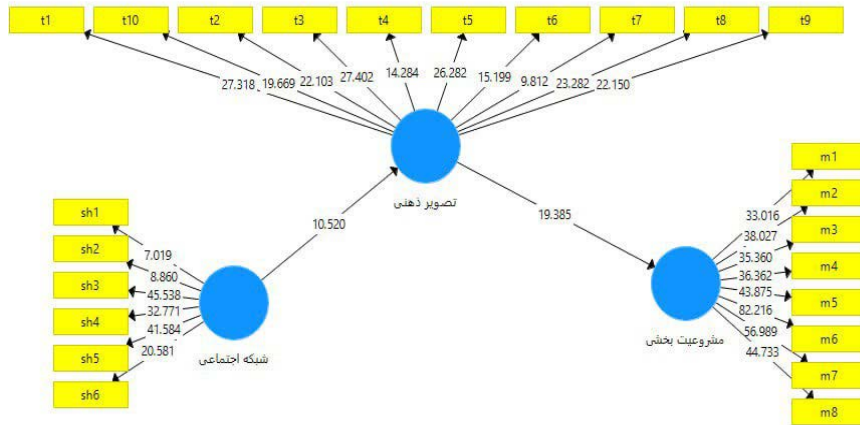 t1
t10
t2
t3
t4
t5
t6
t7
t8
t9
27.318
19.669
22.103
27.402
14.284
26.282
15.199
9.812
23.282
22.150
تصویر ذهنی
10.520
19.385
sh1
sh2
sh3
sh4
sh5
sh6
7.019
8.860
45.538
32.771
41.584
20.581
شبکه اجتماعی
m1
m2
m3
m4
m5
m6
m7
m8
33.016
38.027
35.360
36.362
43.875
82.216
56.989
44.733
مشروعیت بخشی